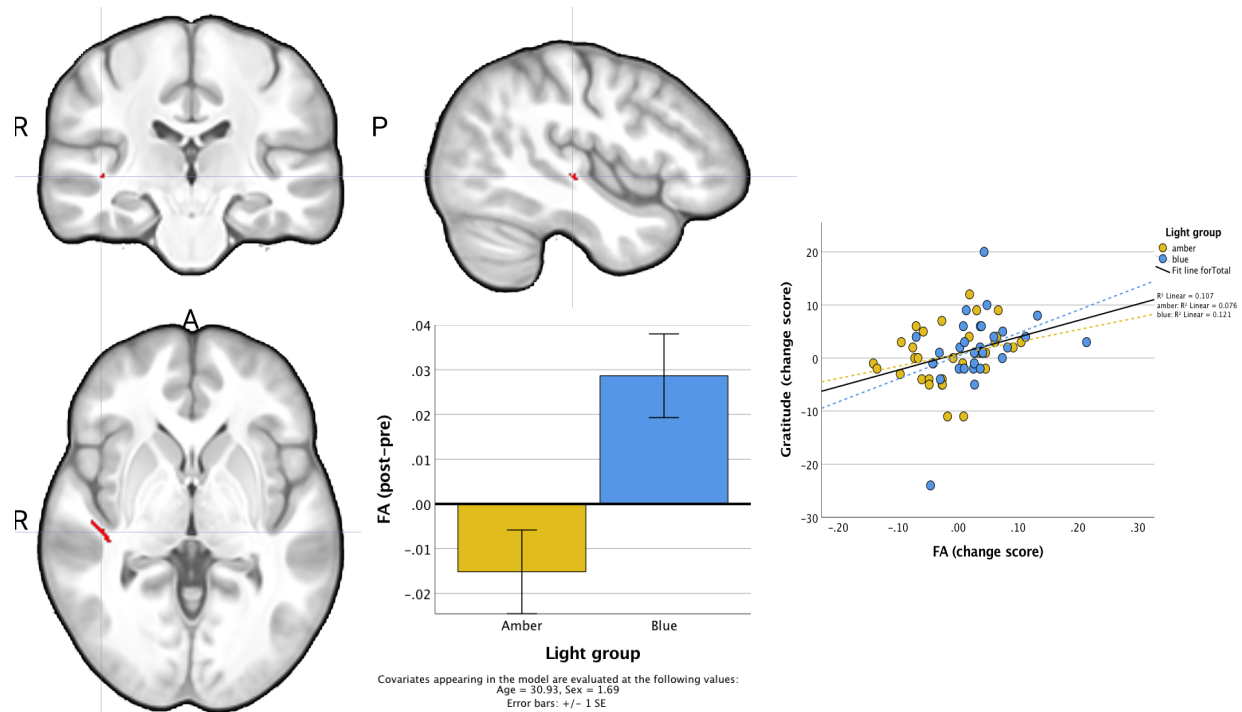 R
P
A
R
.04
.03
.02
.01
.00
-.01
-.02
FA (post-pre)
Amber
Blue
Light group
Covariates appearing in the model are evaluated at the following values:
Age = 30.93, Sex = 1.69
Error bars: +/- 1 SE
Light group
amber
blue
Fit line forTotal
R² Linear = 0.107
amber: R² Linear = 0.076
blue: R² Linear = 0.121
20
10
0
-10
-20
-30
Gratitude (change score)
-.20
-.10
.00
.10
.20
.30
FA (change score)